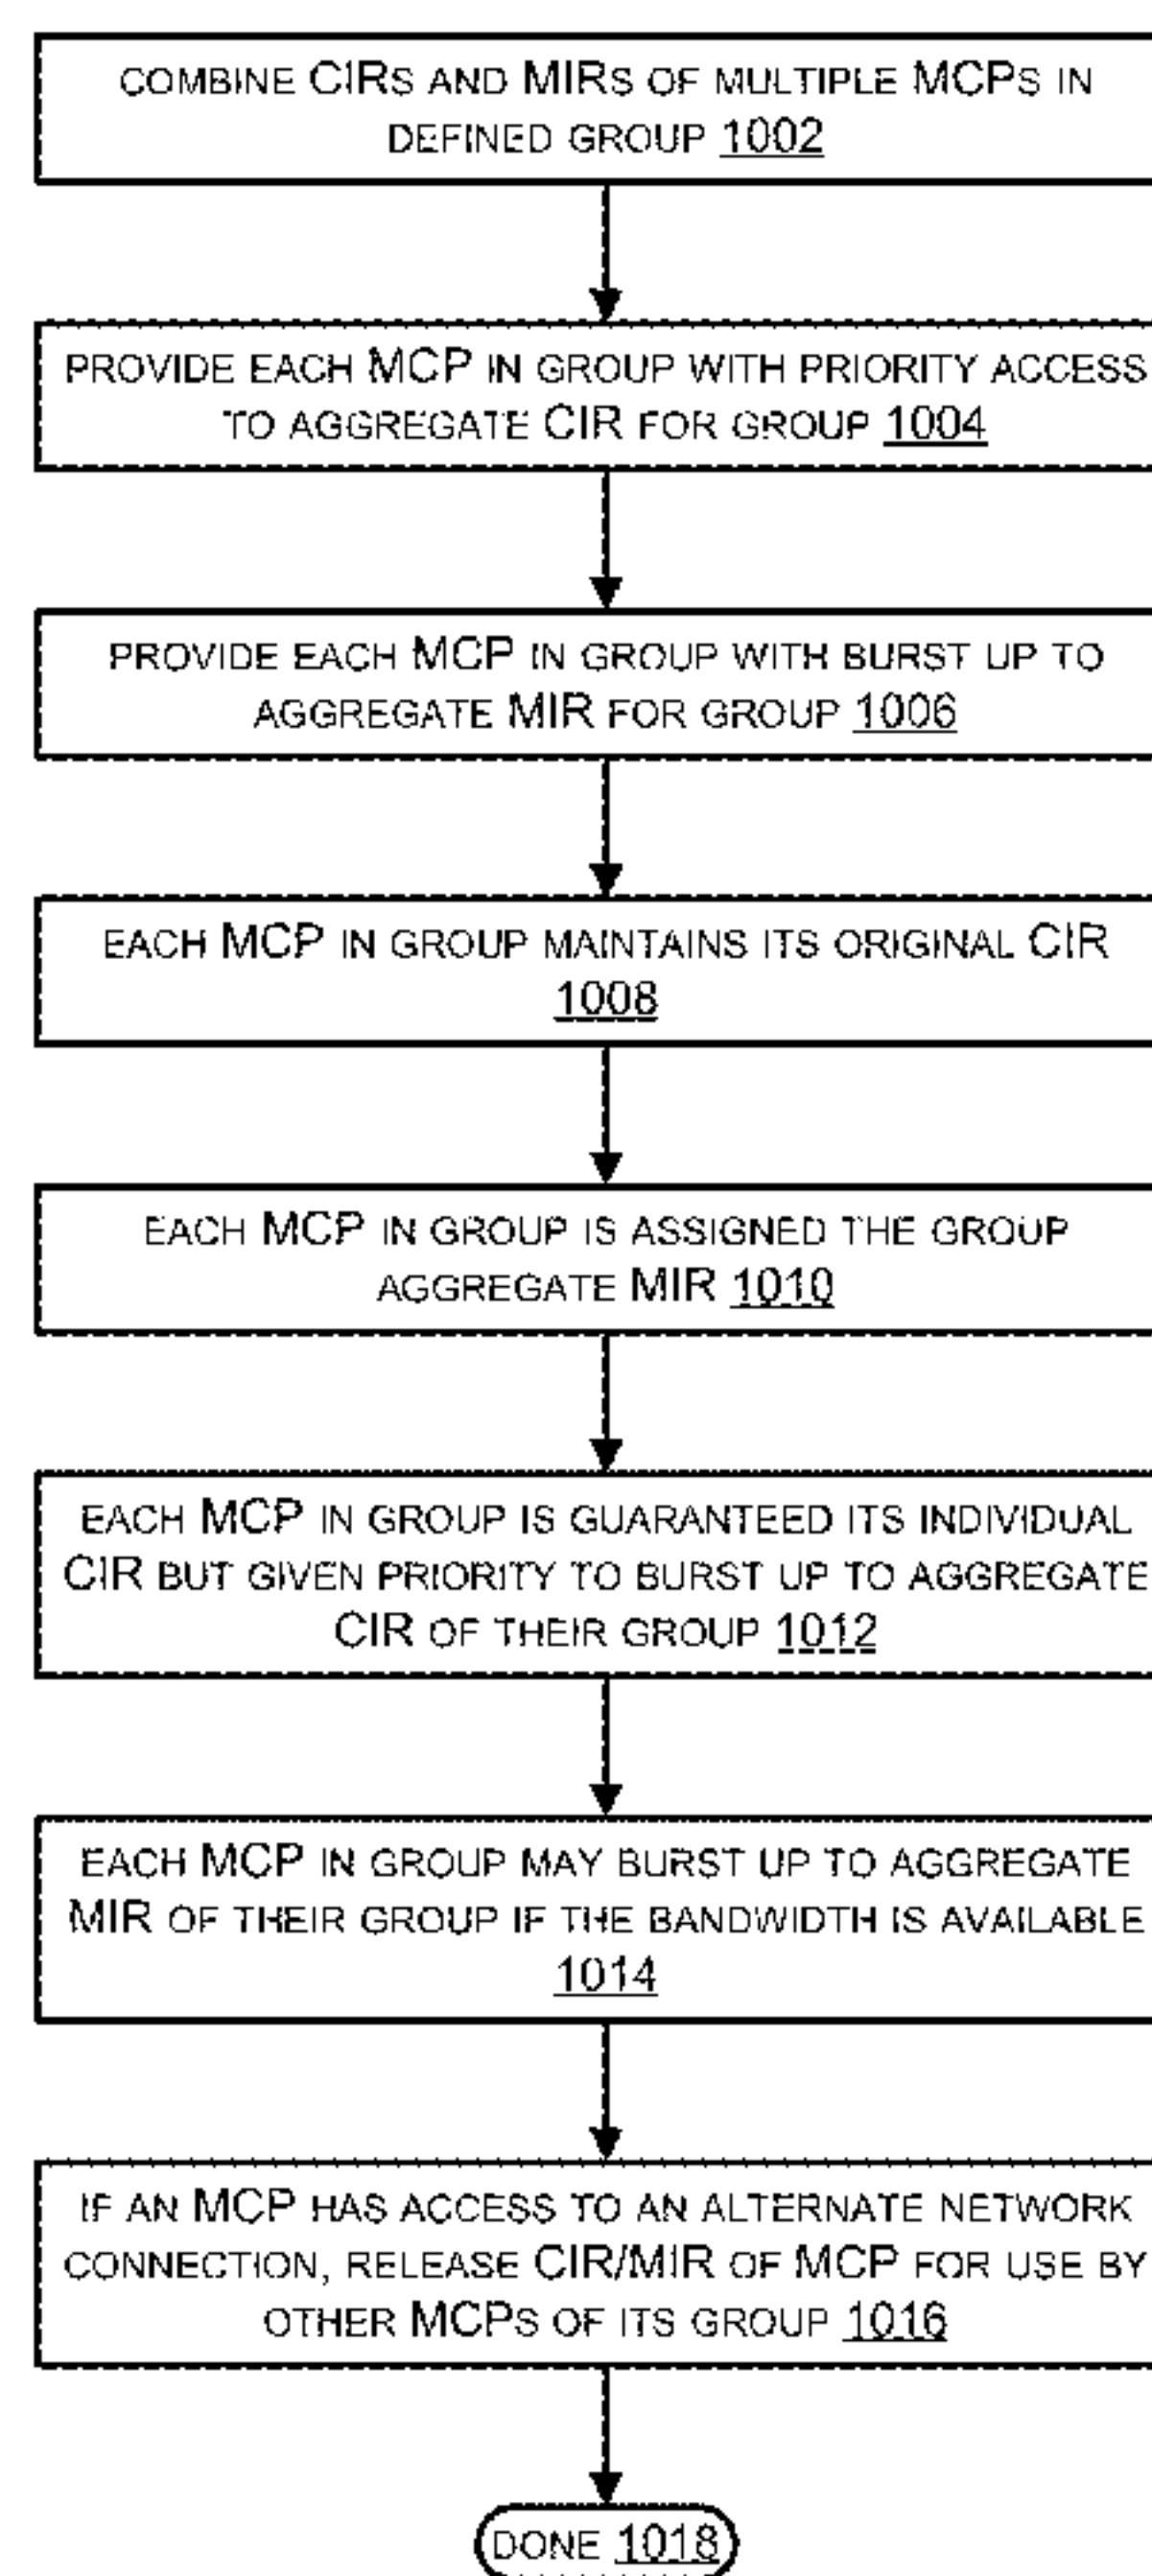 COMBINE CIRS AND MIRS OF MULTIPLE MCPS IN
DEFINED GROUP 1002
PROVIDE EACH MCP IN GROUP WITH PRIORITY ACCESS
TO AGGREGATE CIR FOR GROUP 1004
PROVIDE EACH MCP IN GROUP WITH BURST UP TO
AGGREGATE MIR FOR GROUP 1006
EACH MCP IN GROUP MAINTAINS ITS ORIGINAL CIR
1008
EACH MCP IN GROUP IS ASSIGNED THE GROUP
AGGREGATE MIR 1010
EACH MCP IN GROUP IS GUARANTEED ITS INDIVIDUAL
CIR BUT GIVEN PRIORITY TO BURST UP TO AGGREGATE
CIR OF THEIR GROUP 1012
EACH MCP IN GROUP MAY BURST UP TO AGGREGATE
MIR OF THEIR GROUP IF THE BANDWIDTH IS AVAILABLE
1014
IF AN MCP HAS ACCESS TO AN ALTERNATE NETWORK
CONNECTION, RELEASE CIR/MIR OF MCP FOR USE BY
OTHER MCPS OF ITS GROUP 1016
DONE 1018